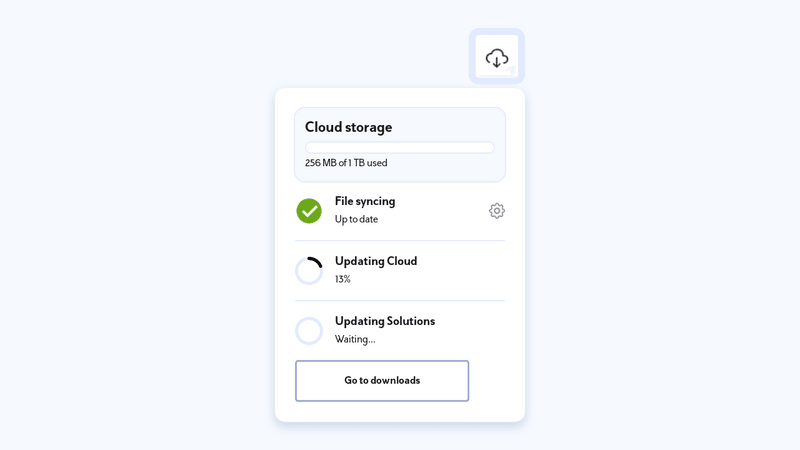 Cloud storage
256 MB of 1 TB used
File syncing
Up to date
Updating Cloud
13%
Updating Solutions
Waiting...
Go to downloads